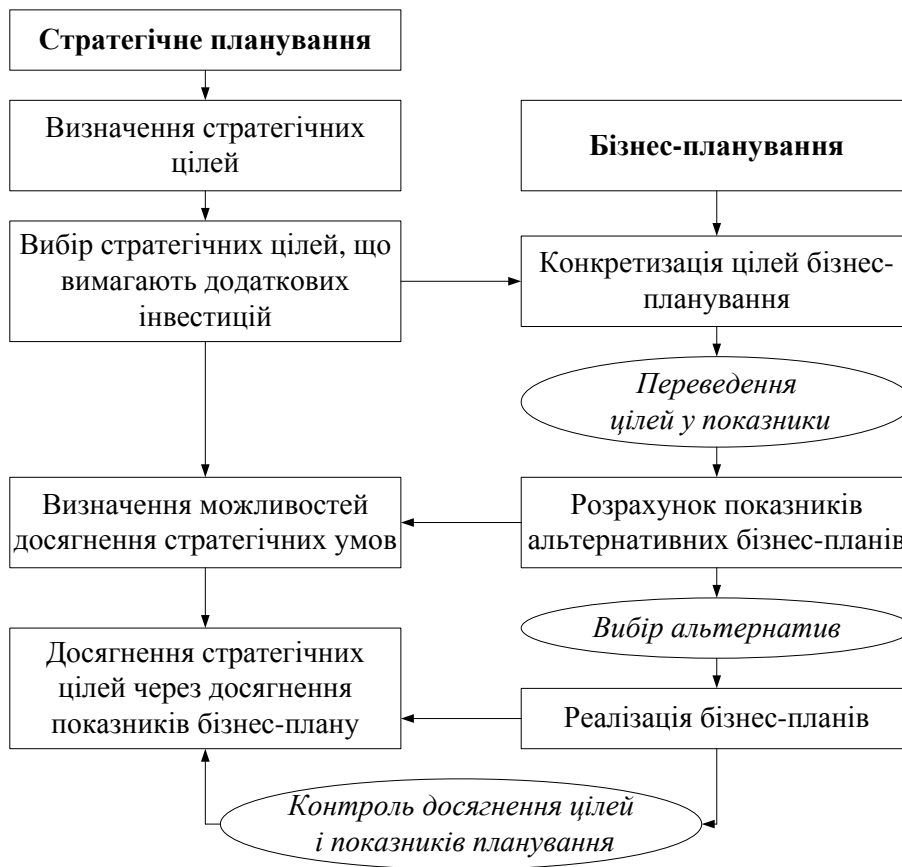 Стратегічне планування
Визначення стратегічних
цілей
Бізнес-планування
Вибір стратегічних цілей, що
вимагають додаткових
інвестицій
Конкретизація цілей бізнес-
планування
Переведення
цілей у показники
Визначення можливостей
досягнення стратегічних умов
Розрахунок показників
альтернативних бізнес-планів
Вибір альтернатив
Досягнення стратегічних
цілей через досягнення
показників бізнес-плану
Реалізація бізнес-планів
Контроль досягнення цілей
і показників планування